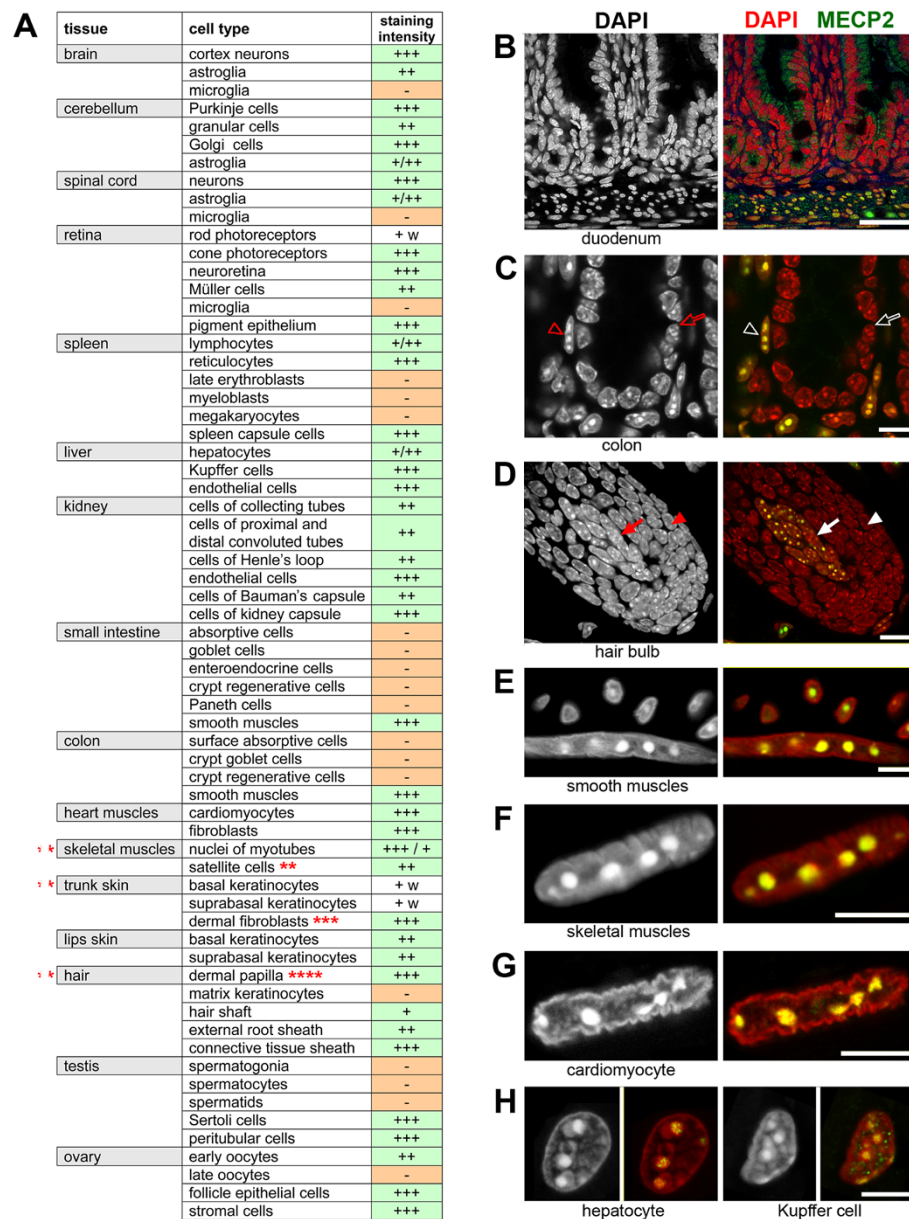 A
tissue cell type staining intensity
brain cortex neurons +++
astroglia ++
microglia -
cerebellum Purkinje cells +++
granular cells ++
Golgi cells +++
astroglia +/++
spinal cord neurons +++
astroglia +/++
microglia -
retina rod photoreceptors + w
cone photoreceptors +++
neuroretina +++
Müller cells ++
microglia -
pigment epithelium +++
spleen lymphocytes +/++
reticulocytes +++
late erythroblasts -
myeloblasts -
megakaryocytes -
spleen capsule cells +++
liver hepatocytes +/++
Kupffer cells +++
endothelial cells +++
kidney cells of collecting tubes ++
cells of proximal and
distal convoluted tubes ++
cells of Henle's loop ++
endothelial cells +++
cells of Bauman's capsule ++
cells of kidney capsule +++
small intestine absorptive cells -
goblet cells -
enteroendocrine cells -
crypt regenerative cells -
Paneth cells -
smooth muscles +++
colon surface absorptive cells -
crypt goblet cells -
crypt regenerative cells -
smooth muscles +++
heart muscles cardiomyocytes +++
fibroblasts +++
* * skeletal muscles nuclei of myotubes +++ / +
satellite cells ** ++
* * trunk skin basal keratinocytes + w
suprabasal keratinocytes + w
dermal fibroblasts *** +++
lips skin basal keratinocytes ++
suprabasal keratinocytes ++
* * hair dermal papilla **** +++
matrix keratinocytes -
hair shaft +
external root sheath ++
connective tissue sheath +++
testis spermatogonia -
spermatocytes -
spermatids -
Sertoli cells +++
peritubular cells +++
ovary early oocytes ++
late oocytes -
follicle epithelial cells +++
stromal cells +++
DAPI DAPI MECP2
B
duodenum
C
colon
D
hair bulb
E
smooth muscles
F
skeletal muscles
G
cardiomyocyte
H
hepatocyte Kupffer cell